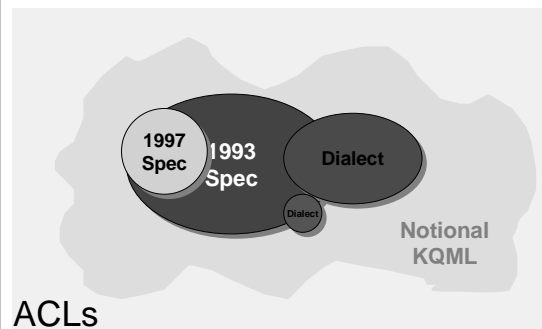 1997
Spec
1993
Spec
Dialect
Dialect
Notional
KQML
ACLs